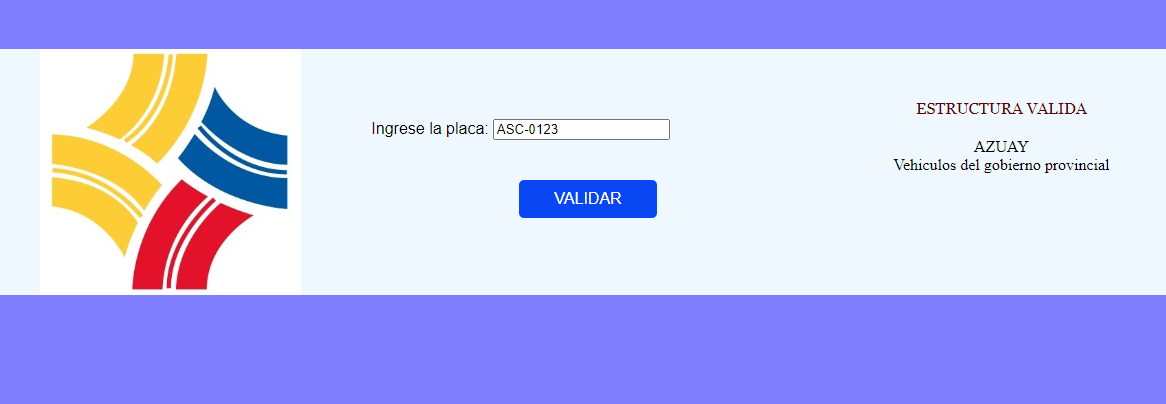 Ingrese la placa: ASC-0123
VALIDAR
ESTRUCTURA VALIDA
AZUAY
Vehiculos del gobierno provincial